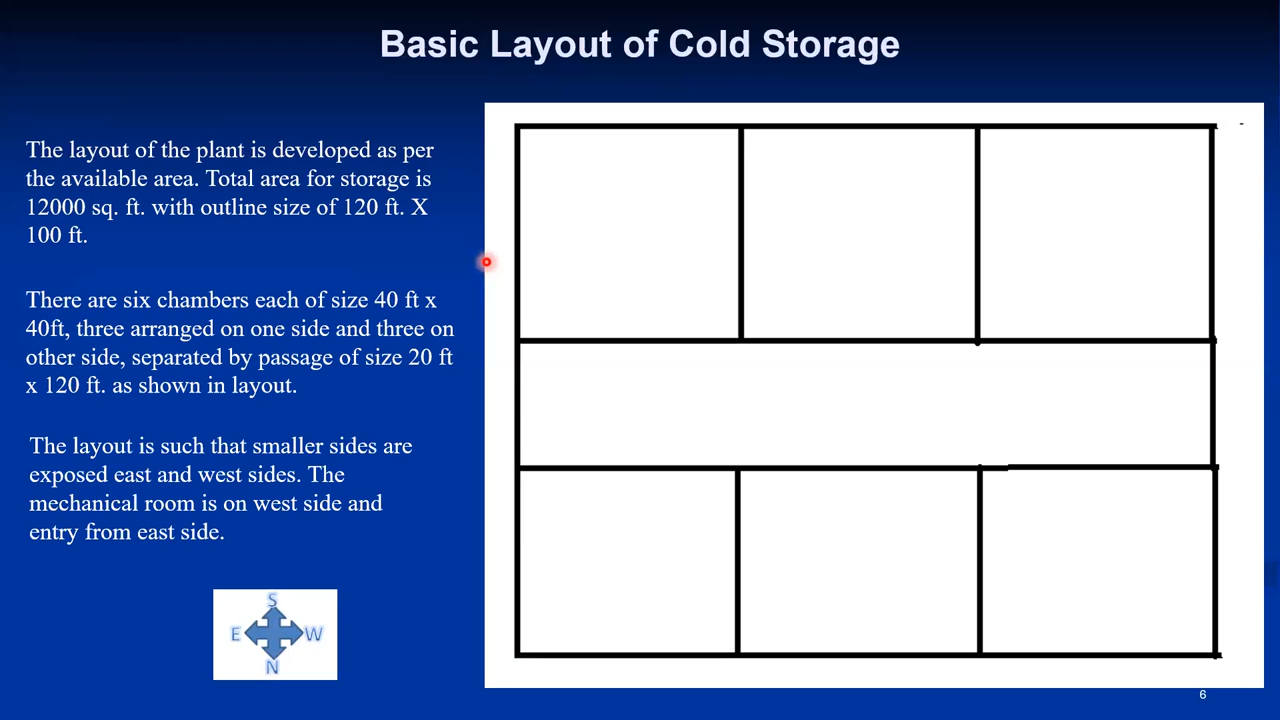 Basic Layout of Cold Storage
The layout of the plant is developed as per
the available area. Total area for storage is
12000 sq. ft. with outline size of 120 ft. X
100 ft.
There are six chambers each of size 40 ft x
40ft, three arranged on one side and three on
other side, separated by passage of size 20 ft
x 120 ft. as shown in layout.
The layout is such that smaller sides are
exposed east and west sides. The
mechanical room is on west side and
entry from east side.
S
E W
N
6